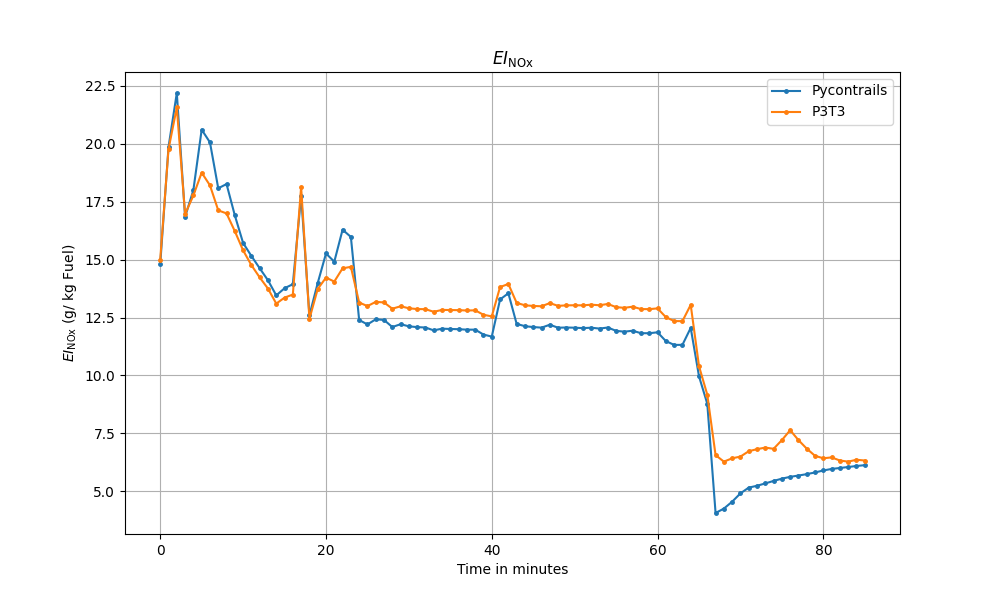 EI_NOx
Pycontrails
P3T3
EI_NOx (g/ kg Fuel)
22.5
20.0
17.5
15.0
12.5
10.0
7.5
5.0
0 20 40 60 80
Time in minutes